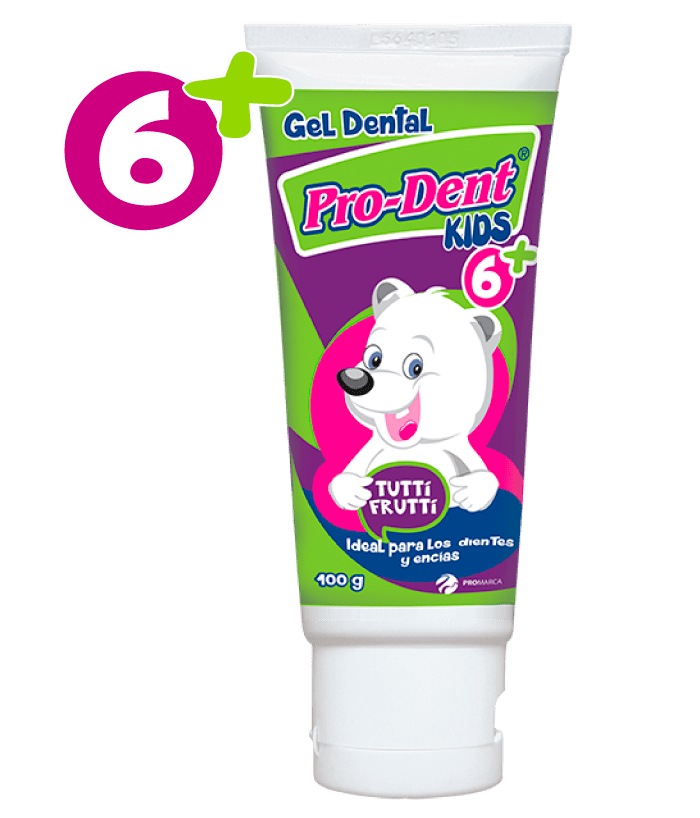 6+
Gel Dental
Pro-Dent®
KIDS
6+
TUTTI
FRUTTI
Ideal para los dientes
y encías
100 g
PROMARCA